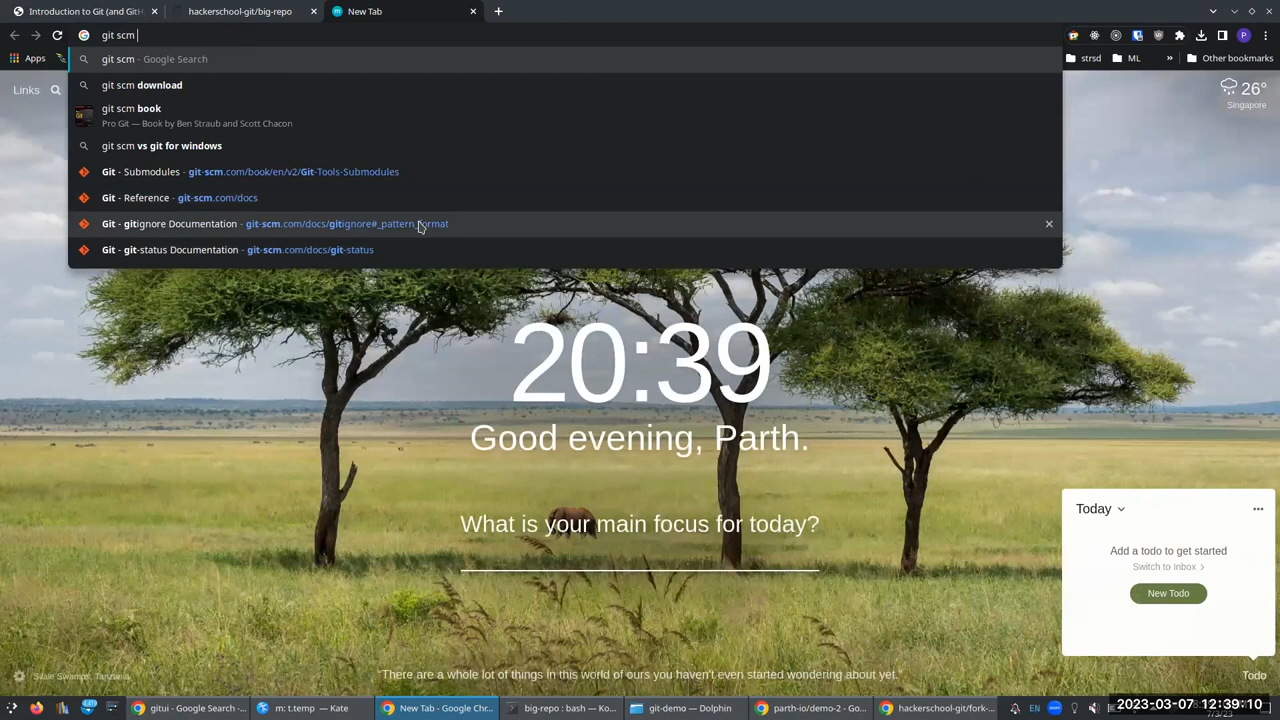 Introduction to Git (and GitH
hackerschool-git/big-repo
New Tab
git scm
Apps
strsd
ML
»
Other bookmarks
P
git scm - Google Search
git scm download
git scm book
Pro Git — Book by Ben Straub and Scott Chacon
git scm vs git for windows
Git - Submodules - git-scm.com/book/en/v2/Git-Tools-Submodules
Git - Reference - git-scm.com/docs
Git - gitignore Documentation - git-scm.com/docs/gitignore#_pattern_format
Git - git-status Documentation - git-scm.com/docs/git-status
Links
26°
Singapore
20:39
Good evening, Parth.
What is your main focus for today?
Today
Add a todo to get started
Switch to Inbox
New Todo
Todo
Silale Swamps, Tanzania
“There are a whole lot of things in this world of ours you haven't even started wondering about yet.”
gitui - Google Search -...
m: t.temp — Kate
New Tab - Google Chr...
big-repo : bash — Ko...
git-demo — Dolphin
parth-io/demo-2 - Go...
hackerschool-git/fork-...
EN
2023-03-07 12:39:10
7/3/23